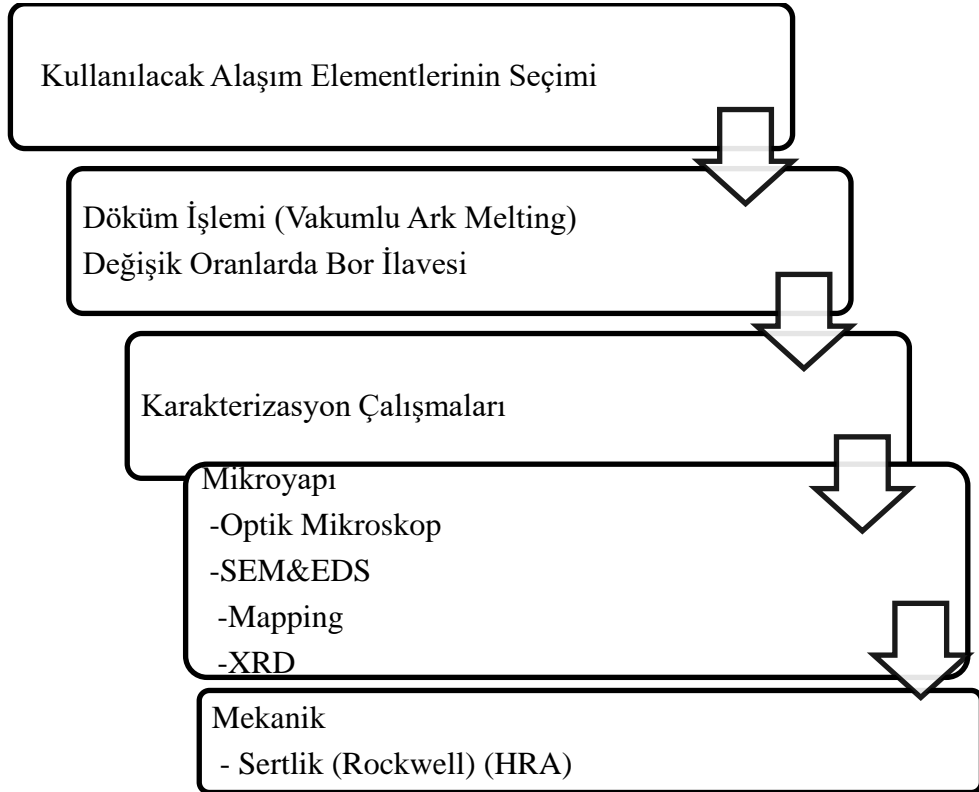 Kullanılacak Alaşım Elementlerinin Seçimi
Döküm İşlemi (Vakumlu Ark Melting)
Değişik Oranlarda Bor İlavesi
Karakterizasyon Çalışmaları
Mikroyapı
-Optik Mikroskop
-SEM&EDS
-Mapping
-XRD
Mekanik
- Sertlik (Rockwell) (HRA)